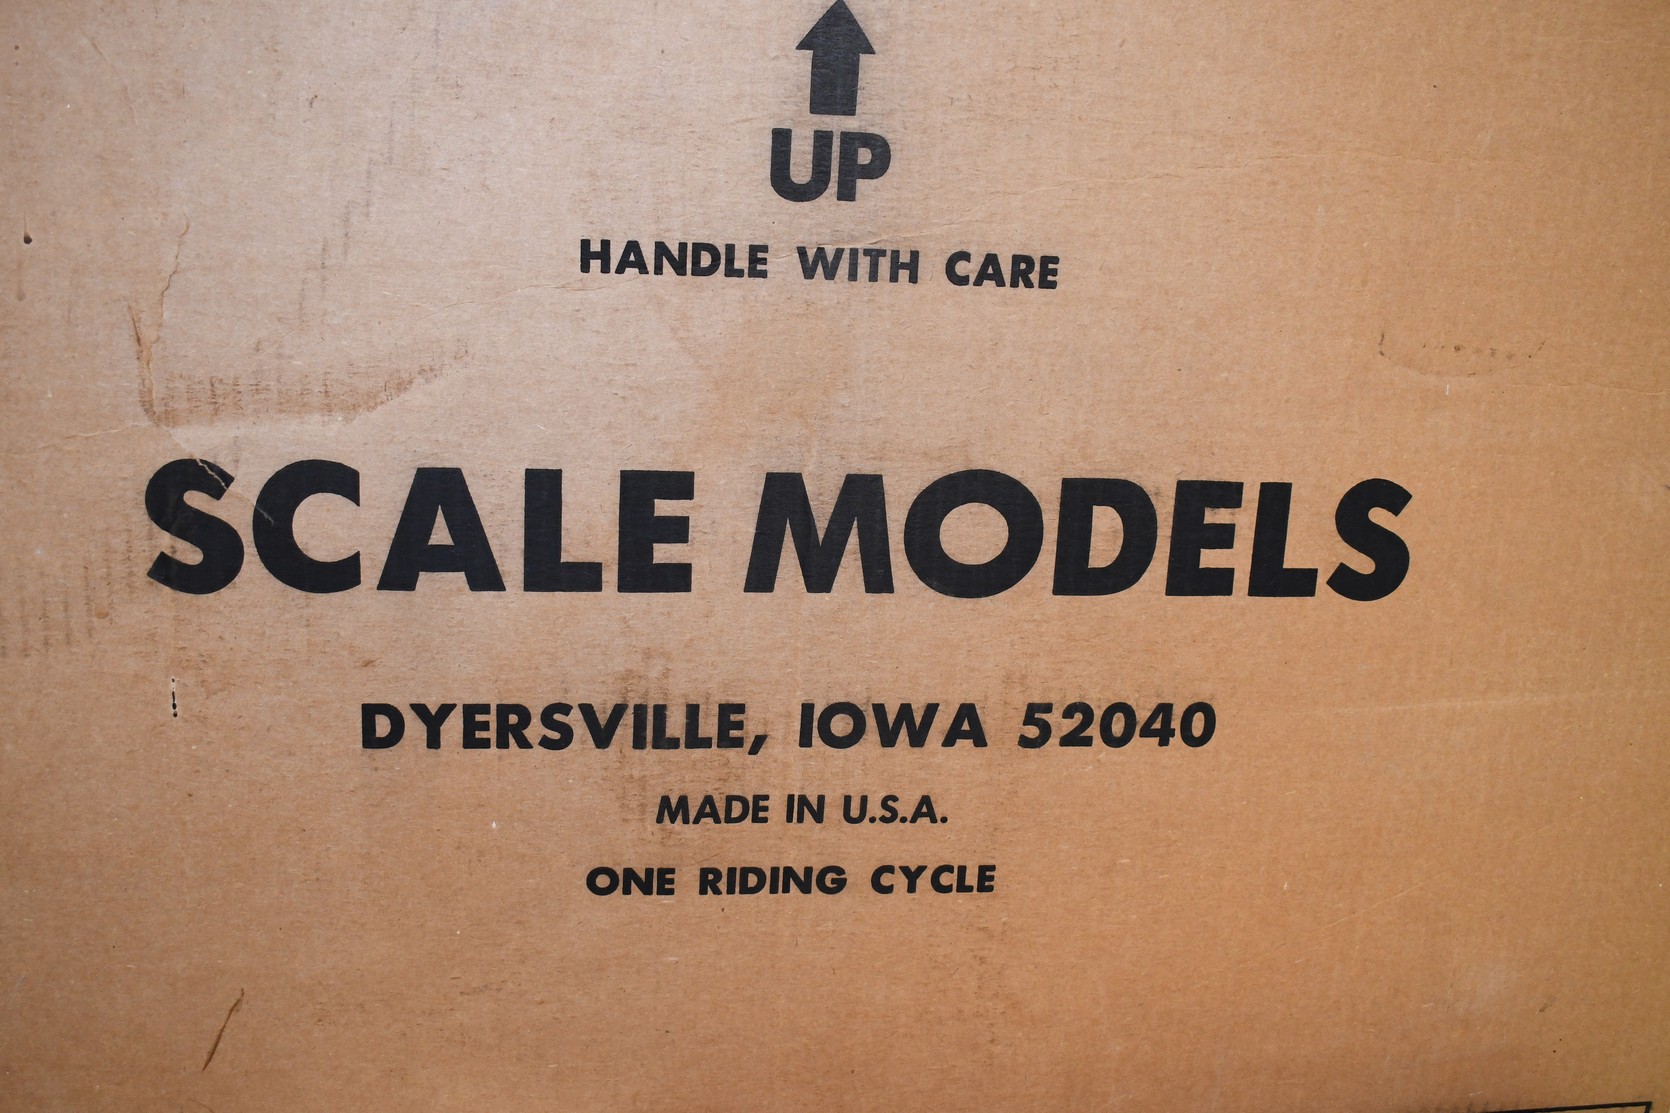 UP
HANDLE WITH CARE
SCALE MODELS
DYERSVILLE, IOWA 52040
MADE IN U.S.A.
ONE RIDING CYCLE